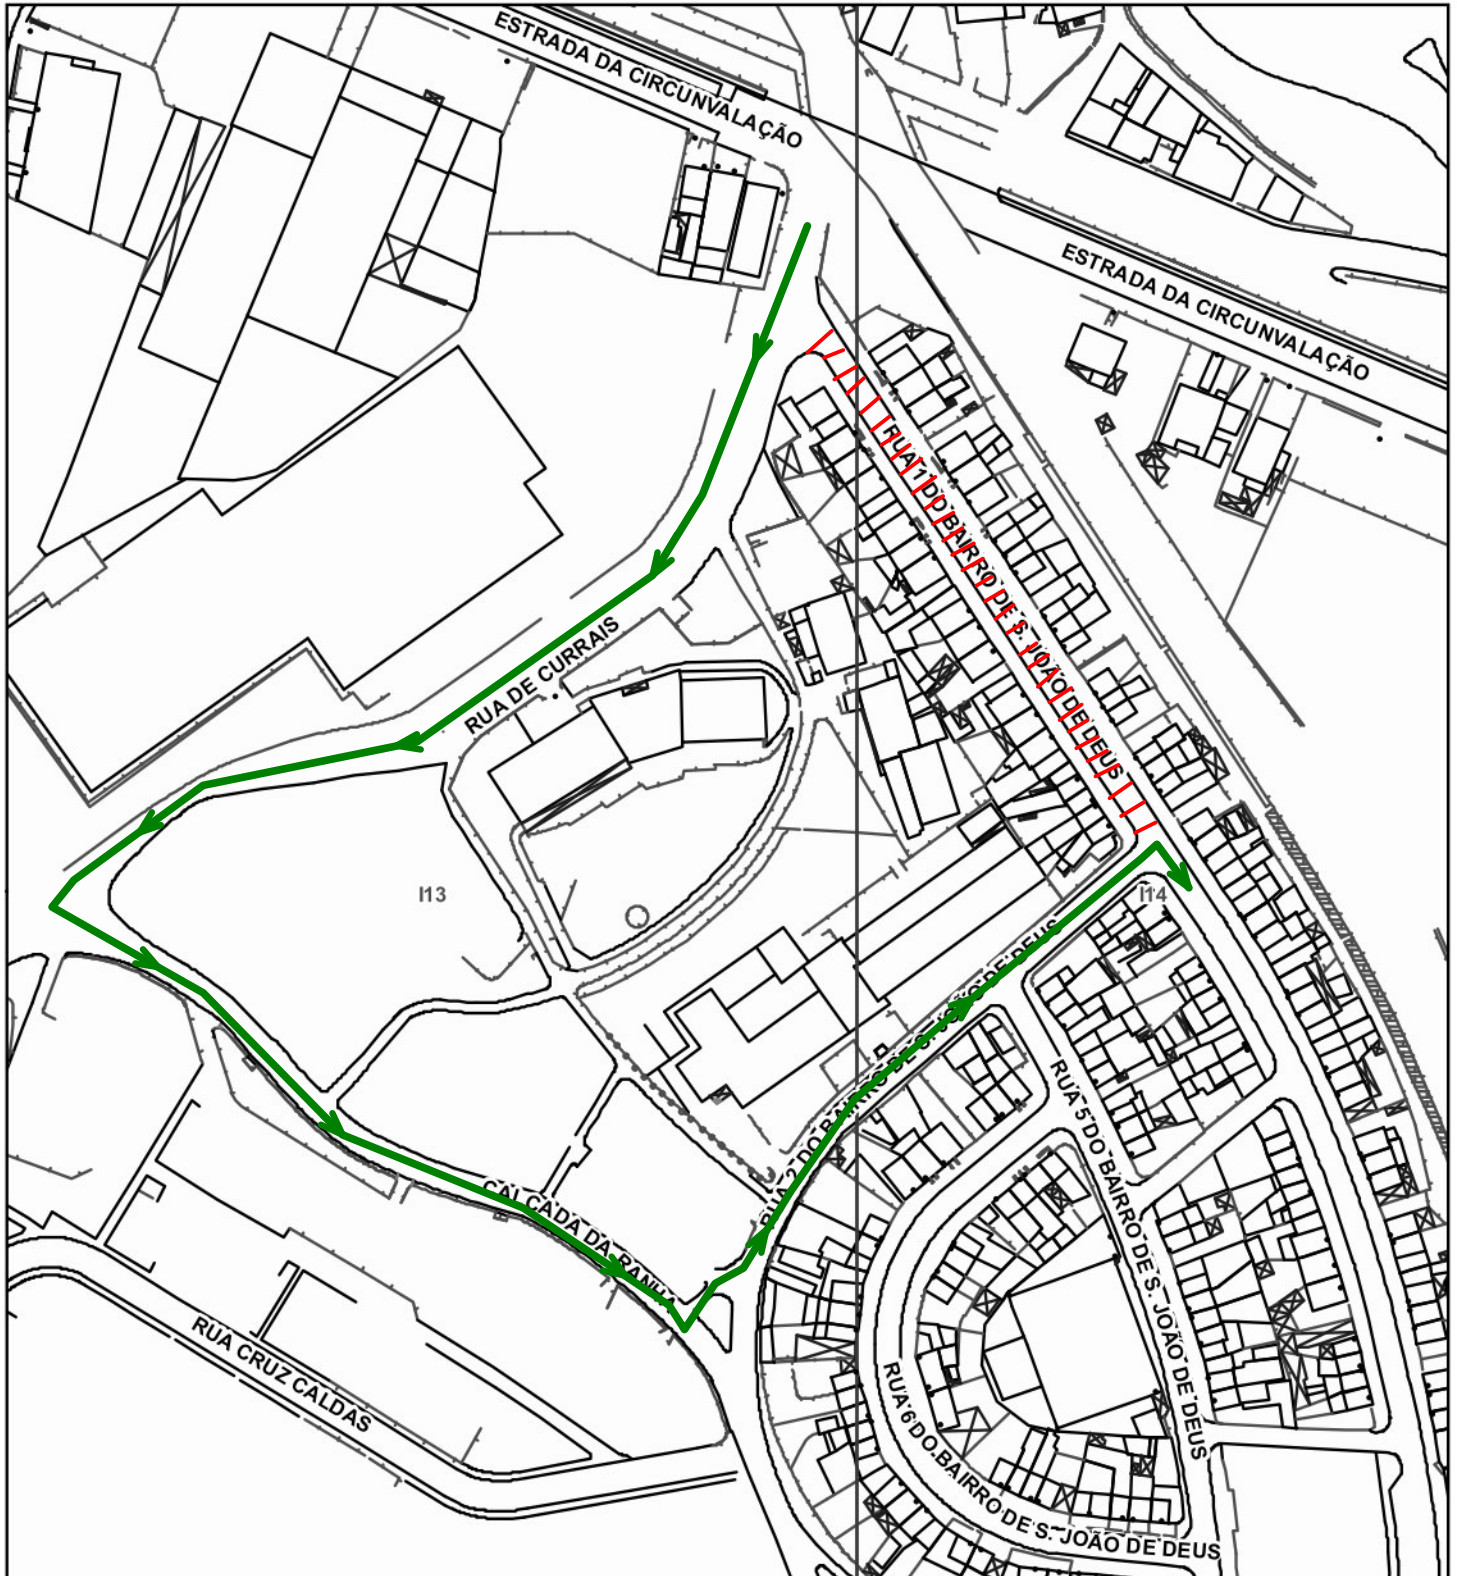 ESTRADA DA CIRCUNVALAÇÃO
ESTRADA DA CIRCUNVALAÇÃO
RUA 1 DO BAIRRO DE S. JOÃO DE DEUS
RUA DE CURRAIS
I13
I14
RUA 2 DO BAIRRO DE S. JOÃO DE DEUS
RUA 5 DO BAIRRO DE S. JOÃO DE DEUS
CALÇADA DA RANHA
RUA CRUZ CALDAS
RUA 6 DO BAIRRO DE S. JOÃO DE DEUS